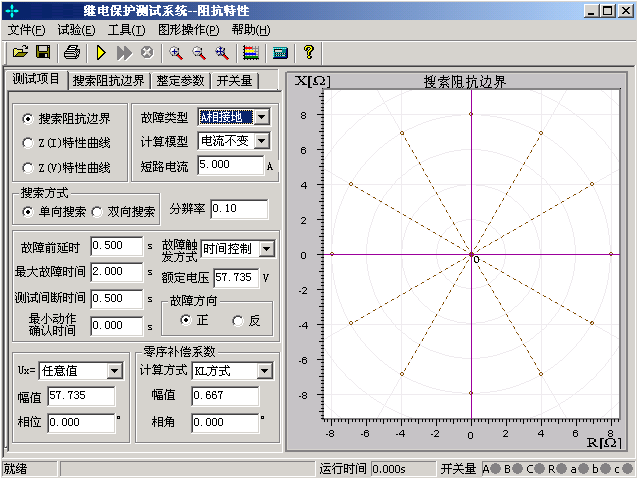 继电保护测试系统--阻抗特性
文件(F) 试验(E) 工具(T) 图形操作(P) 帮助(H)
测试项目 搜索阻抗边界 整定参数 开关量
搜索阻抗边界
Z(I)特性曲线
Z(V)特性曲线
故障类型 A相接地
计算模型 电流不变
短路电流 5.000 A
搜索方式
单向搜索 双向搜索
分辨率 0.10
故障前延时 0.500 s
最大故障时间 2.000 s
测试间断时间 0.500 s
最小动作
确认时间 0.000 s
故障触
发方式 时间控制
额定电压 57.735 V
故障方向
正 反
Ux= 任意值
幅值 57.735
相位 0.000 °
零序补偿系数
计算方式 KL方式
幅值 0.667
相角 0.000 °
X[Ω] 搜索阻抗边界
8
6
4
2
0
-2
-4
-6
-8
0
-8 -6 -4 -2 0 2 4 6 8
R[Ω]
就绪 运行时间 0.000s 开关量 A B C R a b c